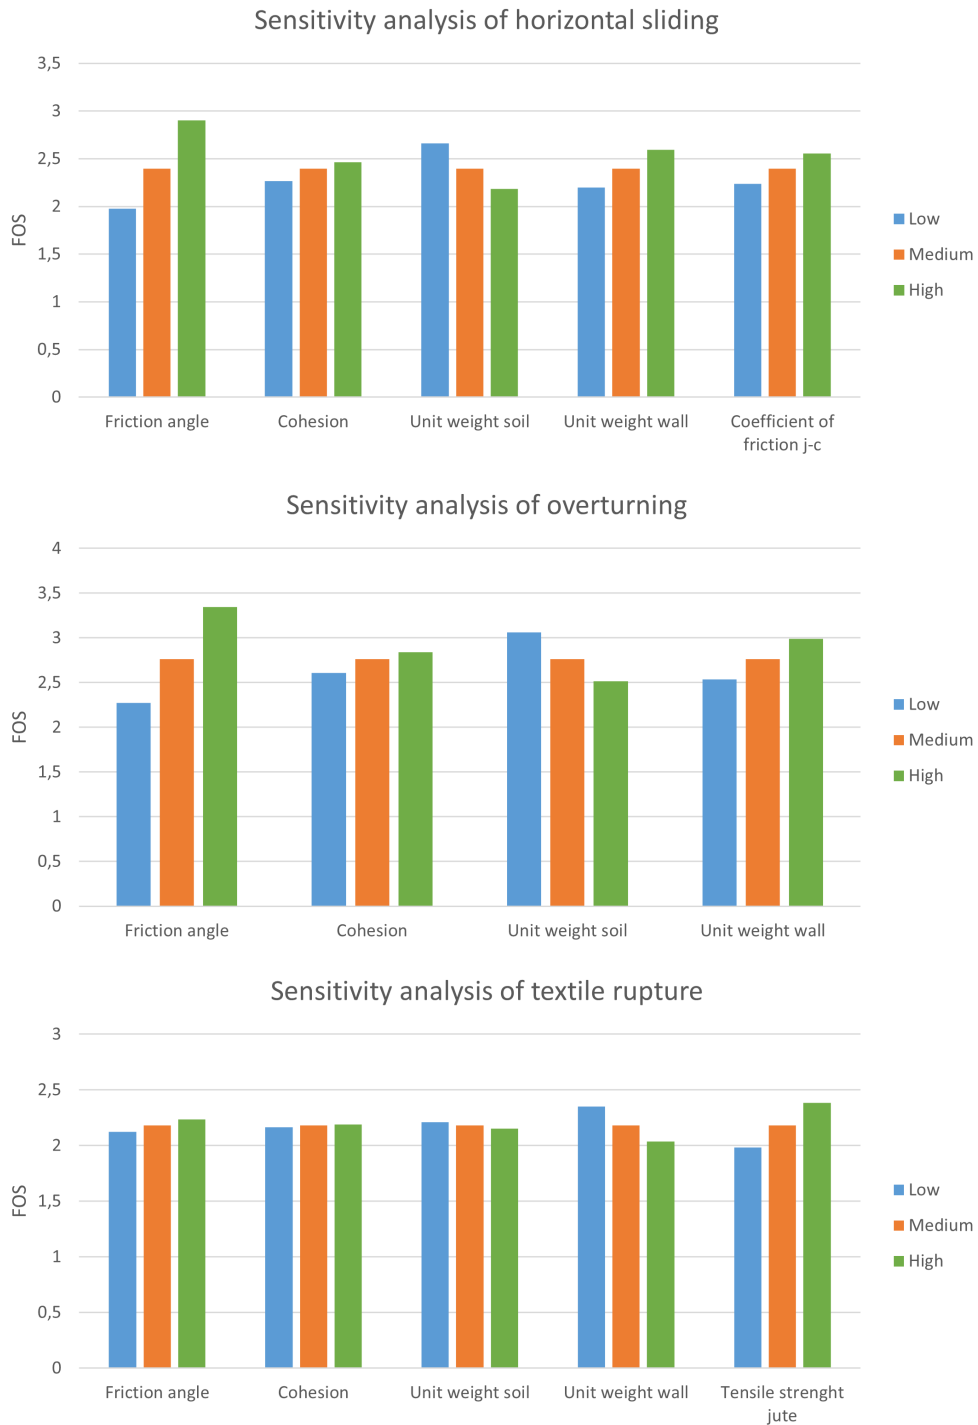 Sensitivity analysis of horizontal sliding
3,5
3
2,5
2
1,5
1
0,5
0
FOS
Friction angle
Cohesion
Unit weight soil
Unit weight wall
Coefficient of
friction j-c
Low
Medium
High
Sensitivity analysis of overturning
4
3,5
3
2,5
2
1,5
1
0,5
0
FOS
Friction angle
Cohesion
Unit weight soil
Unit weight wall
Low
Medium
High
Sensitivity analysis of textile rupture
3
2,5
2
1,5
1
0,5
0
FOS
Friction angle
Cohesion
Unit weight soil
Unit weight wall
Tensile strenght
jute
Low
Medium
High